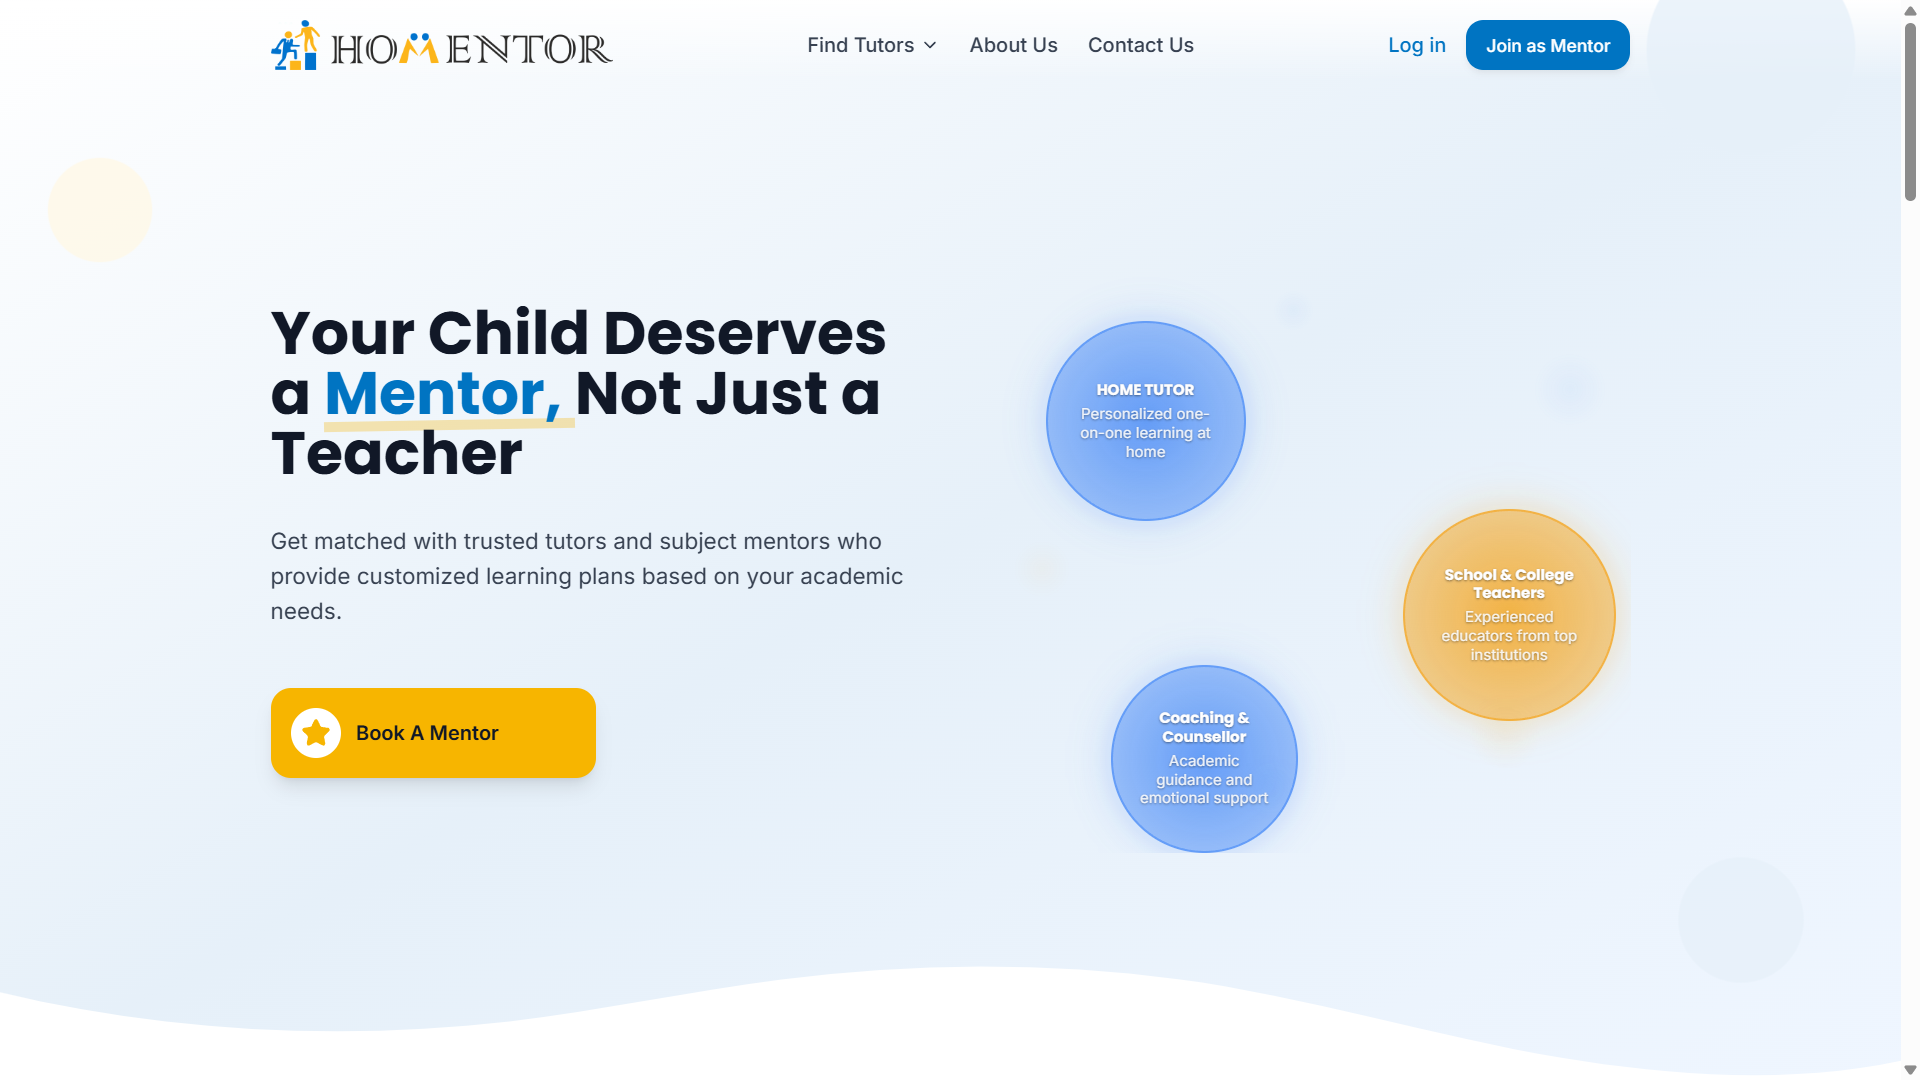 HOMENTOR
Find Tutors
About Us
Contact Us
Log in
Join as Mentor
Your Child Deserves
a Mentor, Not Just a
Teacher
Get matched with trusted tutors and subject mentors who
provide customized learning plans based on your academic
needs.
Book A Mentor
HOME TUTOR
Personalized one-
on-one learning at
home
School & College
Teachers
Experienced
educators from top
institutions
Coaching &
Counsellor
Academic
guidance and
emotional support